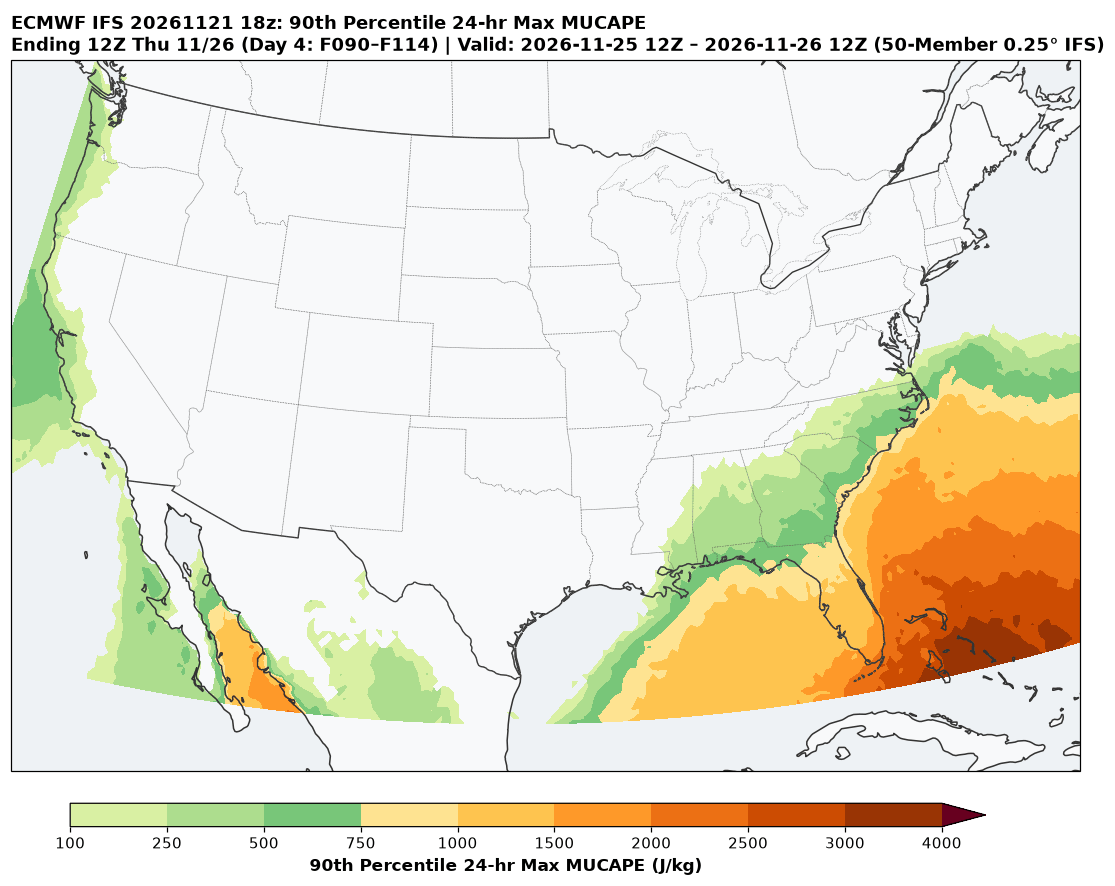 ECMWF IFS 20261121 18z: 90th Percentile 24-hr Max MUCAPE
Ending 12Z Thu 11/26 (Day 4: F090–F114) | Valid: 2026-11-25 12Z – 2026-11-26 12Z (50-Member 0.25° IFS)
100 250 500 750 1000 1500 2000 2500 3000 4000
90th Percentile 24-hr Max MUCAPE (J/kg)